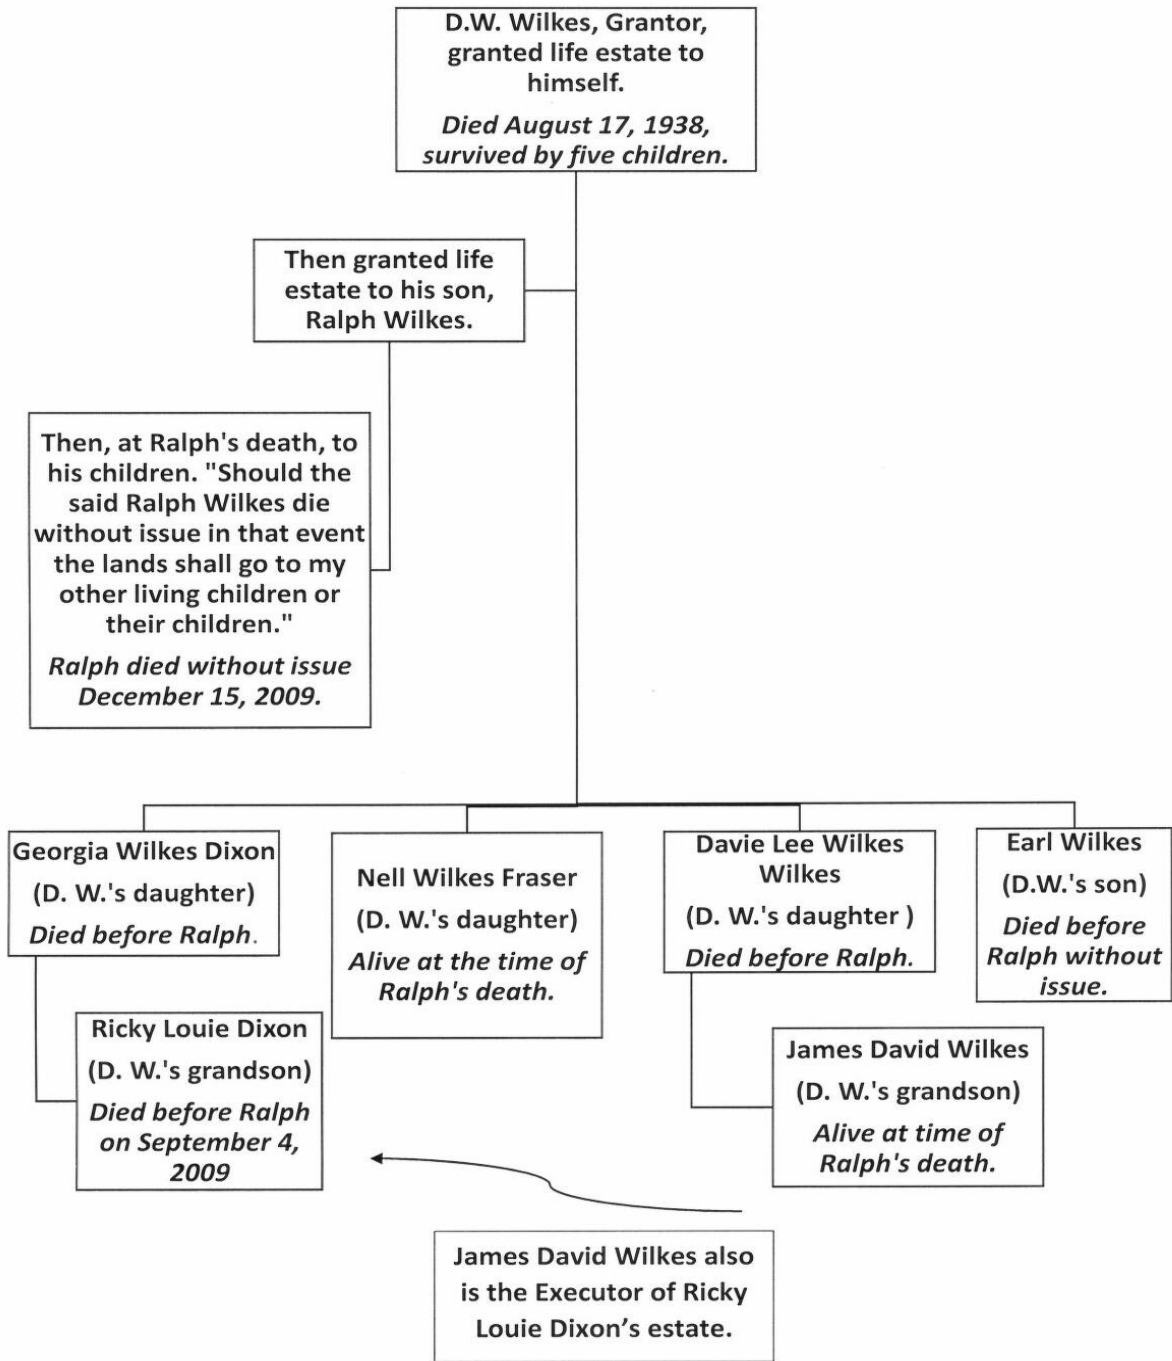 D.W. Wilkes, Grantor,
granted life estate to
himself.
Died August 17, 1938,
survived by five children.
Then granted life
estate to his son,
Ralph Wilkes.
Then, at Ralph's death, to
his children. "Should the
said Ralph Wilkes die
without issue in that event
the lands shall go to my
other living children or
their children."
Ralph died without issue
December 15, 2009.
Georgia Wilkes Dixon
(D. W.'s daughter)
Died before Ralph.
Ricky Louie Dixon
(D. W.'s grandson)
Died before Ralph
on September 4,
2009
Nell Wilkes Fraser
(D. W.'s daughter)
Alive at the time of
Ralph's death.
Davie Lee Wilkes
Wilkes
(D. W.'s daughter )
Died before Ralph.
James David Wilkes
(D. W.'s grandson)
Alive at time of
Ralph's death.
Earl Wilkes
(D.W.'s son)
Died before
Ralph without
issue.
James David Wilkes also
is the Executor of Ricky
Louie Dixon’s estate.